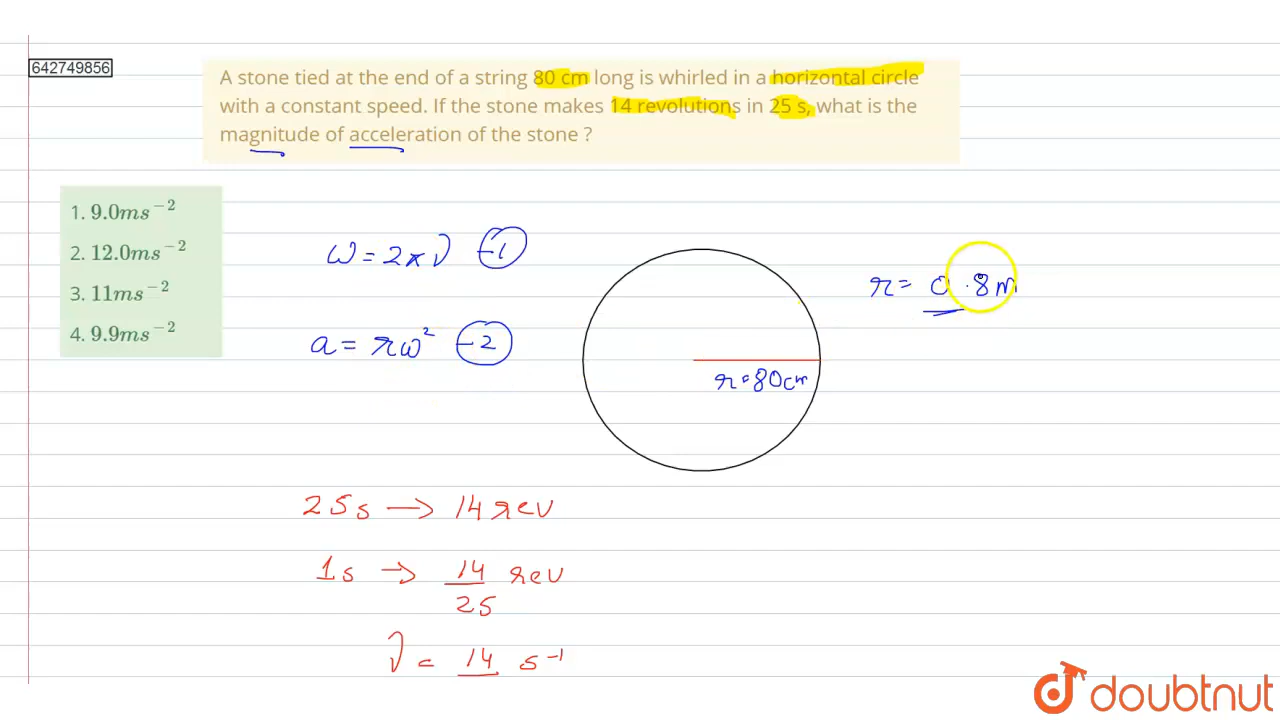 642749856
A stone tied at the end of a string 80 cm long is whirled in a horizontal circle
with a constant speed. If the stone makes 14 revolutions in 25 s, what is the
magnitude of acceleration of the stone ?
1. 9.0ms⁻²
2. 12.0ms⁻²
3. 11ms⁻²
4. 9.9ms⁻²
ω = 2πν -1
a = rω² -2
r = 0.8m
r=80cm
25s → 14 rev
1s → 14/25 rev
ν = 14 s⁻¹
doubtnut